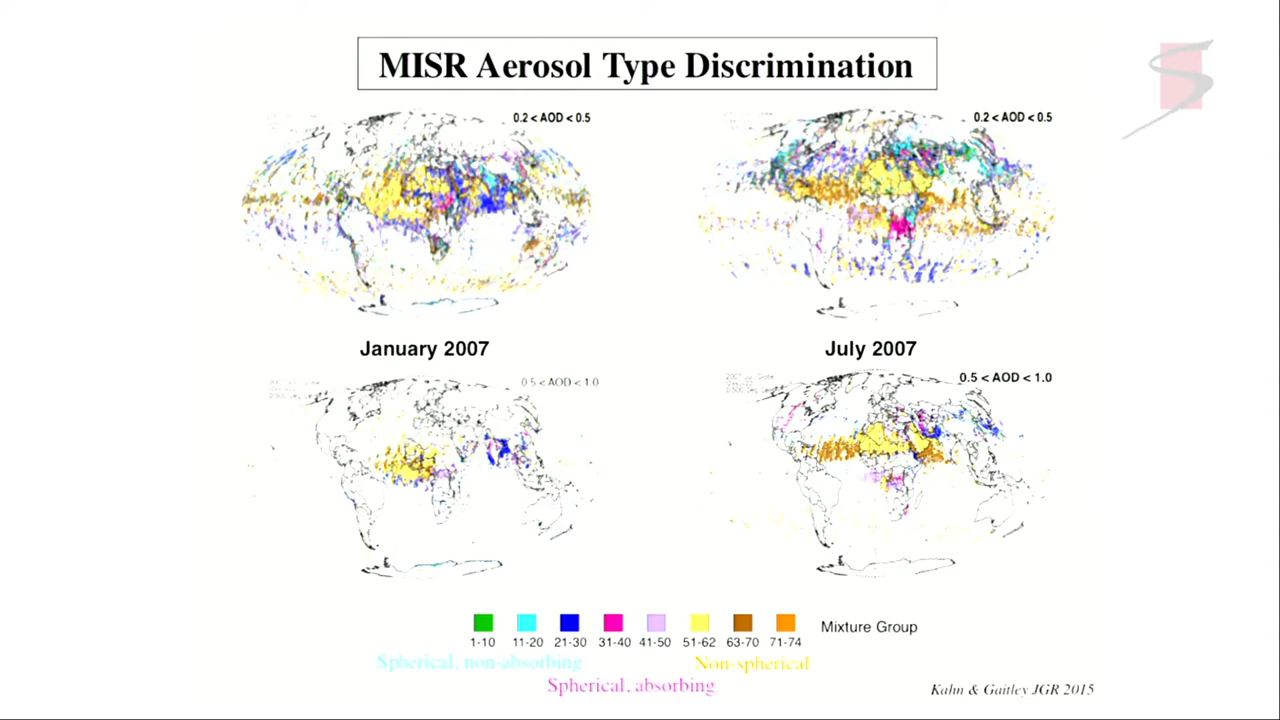 MISR Aerosol Type Discrimination
0.2 < AOD < 0.5
0.2 < AOD < 0.5
January 2007
July 2007
0.5 < AOD < 1.0
0.5 < AOD < 1.0
1-10 11-20 21-30 31-40 41-50 51-62 63-70 71-74 Mixture Group
Spherical, non-absorbing Non-spherical
Spherical, absorbing
Kahn & Gaitley JGR 2015